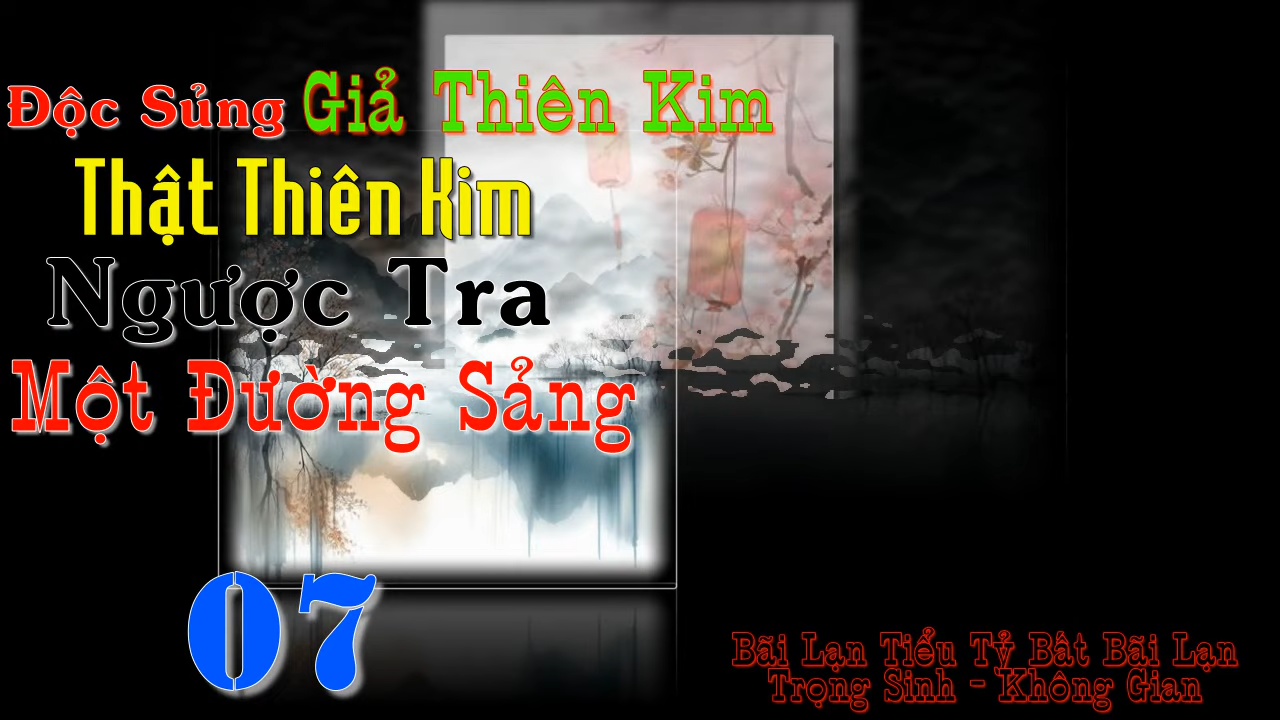 Độc Sủng Giả Thiên Kim
Thật Thiên Kim
Ngược Tra
Một Đường Sảng
07
Bãi Lạn Tiểu Tỷ Bât Bãi Lạn
Trọng Sinh - Không Gian